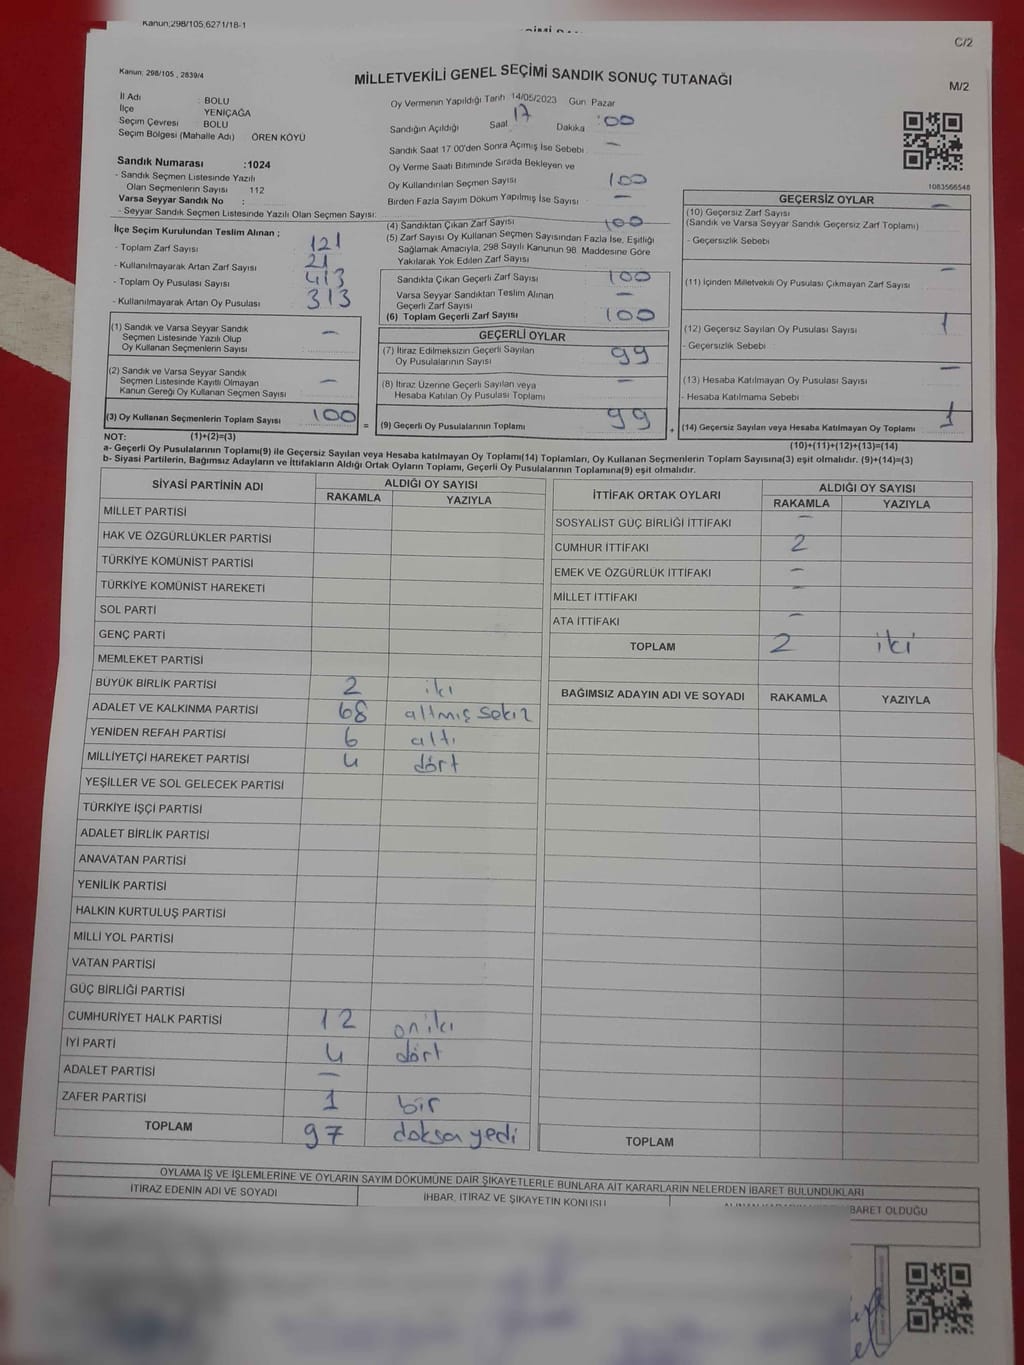 Kanun;298/105,6271/18-1
C/2
Kanun: 298/105 , 2839/4
MİLLETVEKİLİ GENEL SEÇİMİ SANDIK SONUÇ TUTANAĞI
M/2
İl Adı : BOLU
İlçe : YENİÇAĞA
Seçim Çevresi : BOLU
Seçim Bölgesi (Mahalle Adı) : ÖREN KÖYÜ
Sandık Numarası :1024
- Sandık Seçmen Listesinde Yazılı
Olan Seçmenlerin Sayısı 112
Varsa Seyyar Sandık No :
- Seyyar Sandık Seçmen Listesinde Yazılı Olan Seçmen Sayısı:
Oy Vermenin Yapıldığı Tarih 14/05/2023 Gün Pazar
Sandığın Açıldığı Saat 17 Dakika :00
Sandık Saat 17:00'den Sonra Açımış İse Sebebi —
Oy Verme Saati Bitiminde Sırada Bekleyen ve
Oy Kullandırılan Seçmen Sayısı 100
Birden Fazla Sayım Döküm Yapılmış İse Sayısı —
1083566548
İlçe Seçim Kurulundan Teslim Alınan ;
- Toplam Zarf Sayısı 121
- Kullanılmayarak Artan Zarf Sayısı 21
- Toplam Oy Pusulası Sayısı 413
- Kullanılmayarak Artan Oy Pusulası 313
(1) Sandık ve Varsa Seyyar Sandık
Seçmen Listesinde Yazılı Olup
Oy Kullanan Seçmenlerin Sayısı —
(2) Sandık ve Varsa Seyyar Sandık
Seçmen Listesinde Kayıtlı Olmayan
Kanun Gereği Oy Kullanan Seçmen Sayısı —
(3) Oy Kullanan Seçmenlerin Toplam Sayısı 100
(1)+(2)=(3)
(4) Sandıktan Çıkan Zarf Sayısı 100
(5) Zarf Sayısı Oy Kullanan Seçmen Sayısından Fazla İse, Eşitliği
Sağlamak Amacıyla, 298 Sayılı Kanunun 98. Maddesine Göre
Yakılarak Yok Edilen Zarf Sayısı
Sandıkta Çıkan Geçerli Zarf Sayısı 100
Varsa Seyyar Sandıktan Teslim Alınan
Geçerli Zarf Sayısı —
(6) Toplam Geçerli Zarf Sayısı 100
GEÇERLİ OYLAR
(7) İtiraz Edilmeksizin Geçerli Sayılan
Oy Pusulalarının Sayısı 99
(8) İtiraz Üzerine Geçerli Sayılan veya
Hesaba Katılan Oy Pusulası Toplamı —
= (9) Geçerli Oy Pusulalarının Toplamı 99
GEÇERSİZ OYLAR
(10) Geçersiz Zarf Sayısı —
(Sandık ve Varsa Seyyar Sandık Geçersiz Zarf Toplamı)
- Geçersizlik Sebebi
(11) İçinden Milletvekili Oy Pusulası Çıkmayan Zarf Sayısı —
(12) Geçersiz Sayılan Oy Pusulası Sayısı 1
- Geçersizlik Sebebi
(13) Hesaba Katılmayan Oy Pusulası Sayısı —
- Hesaba Katılmama Sebebi
+ (14) Geçersiz Sayılan veya Hesaba Katılmayan Oy Toplamı 1
(10)+(11)+(12)+(13)=(14)
NOT:
a- Geçerli Oy Pusulalarının Toplamı(9) ile Geçersiz Sayılan veya Hesaba katılmayan Oy Toplamı(14) Toplamları, Oy Kullanan Seçmenlerin Toplam Sayısına(3) eşit olmalıdır. (9)+(14)=(3)
b- Siyasi Partilerin, Bağımsız Adayların ve İttifakların Aldığı Ortak Oyların Toplamı, Geçerli Oy Pusulalarının Toplamına(9) eşit olmalıdır.
SİYASİ PARTİNİN ADI ALDIĞI OY SAYISI
RAKAMLA YAZIYLA
MİLLET PARTİSİ
HAK VE ÖZGÜRLÜKLER PARTİSİ
TÜRKİYE KOMÜNİST PARTİSİ
TÜRKİYE KOMÜNİST HAREKETİ
SOL PARTİ
GENÇ PARTİ
MEMLEKET PARTİSİ
BÜYÜK BİRLİK PARTİSİ 2 iki
ADALET VE KALKINMA PARTİSİ 68 altmış sekiz
YENİDEN REFAH PARTİSİ 6 altı
MİLLİYETÇİ HAREKET PARTİSİ 4 dört
YEŞİLLER VE SOL GELECEK PARTİSİ
TÜRKİYE İŞÇİ PARTİSİ
ADALET BİRLİK PARTİSİ
ANAVATAN PARTİSİ
YENİLİK PARTİSİ
HALKIN KURTULUŞ PARTİSİ
MİLLİ YOL PARTİSİ
VATAN PARTİSİ
GÜÇ BİRLİĞİ PARTİSİ
CUMHURİYET HALK PARTİSİ 12 on iki
İYİ PARTİ 4 dört
ADALET PARTİSİ —
ZAFER PARTİSİ 1 bir
TOPLAM 97 doksa yedi
İTTİFAK ORTAK OYLARI ALDIĞI OY SAYISI
RAKAMLA YAZIYLA
SOSYALİST GÜÇ BİRLİĞİ İTTİFAKI —
CUMHUR İTTİFAKI 2
EMEK VE ÖZGÜRLÜK İTTİFAKI —
MİLLET İTTİFAKI —
ATA İTTİFAKI —
TOPLAM 2 iki
BAĞIMSIZ ADAYIN ADI VE SOYADI RAKAMLA YAZIYLA
TOPLAM
OYLAMA İŞ VE İŞLEMLERİNE VE OYLARIN SAYIM DÖKÜMÜNE DAİR ŞİKAYETLERLE BUNLARA AİT KARARLARIN NELERDEN İBARET BULUNDUKLARI
İTİRAZ EDENİN ADI VE SOYADI İHBAR, İTİRAZ VE ŞİKAYETİN KONUSU İBARET OLDUĞU